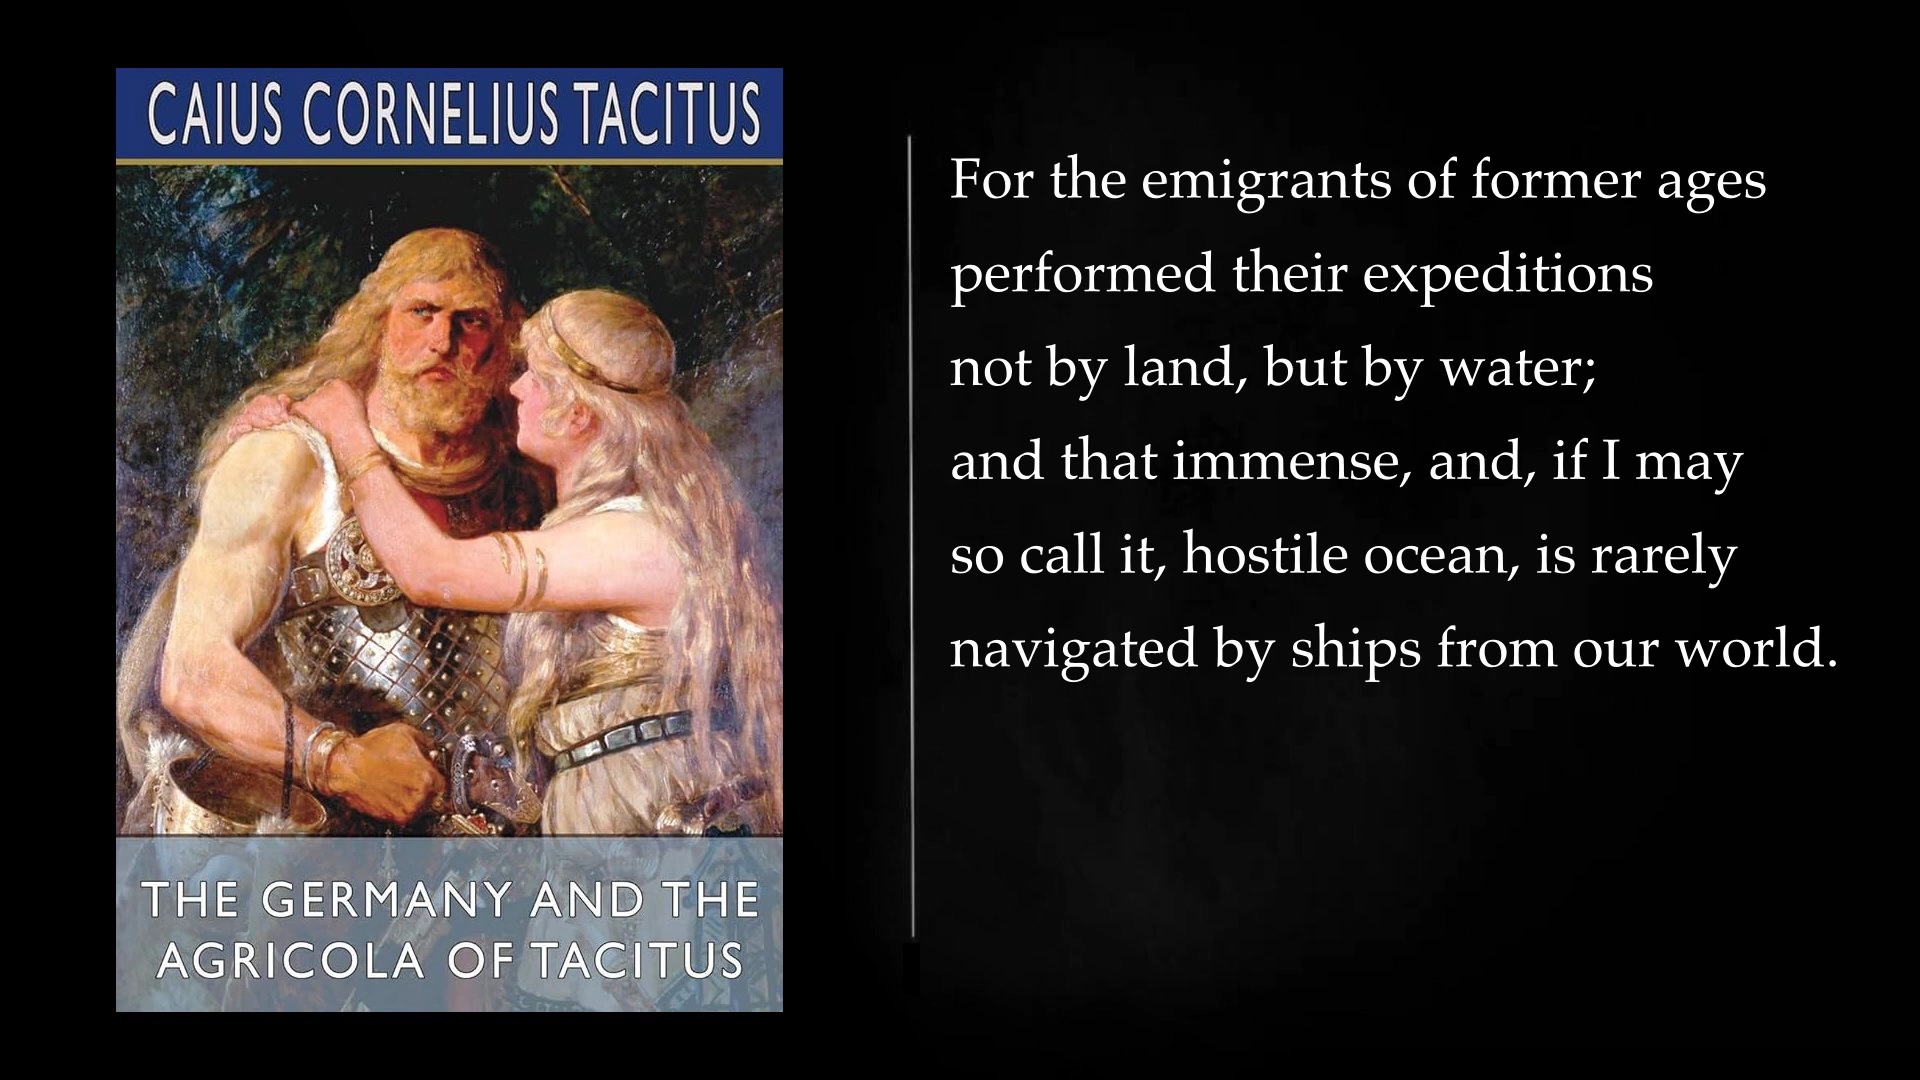 CAIUS CORNELIUS TACITUS
THE GERMANY AND THE
AGRICOLA OF TACITUS
For the emigrants of former ages
performed their expeditions
not by land, but by water;
and that immense, and, if I may
so call it, hostile ocean, is rarely
navigated by ships from our world.